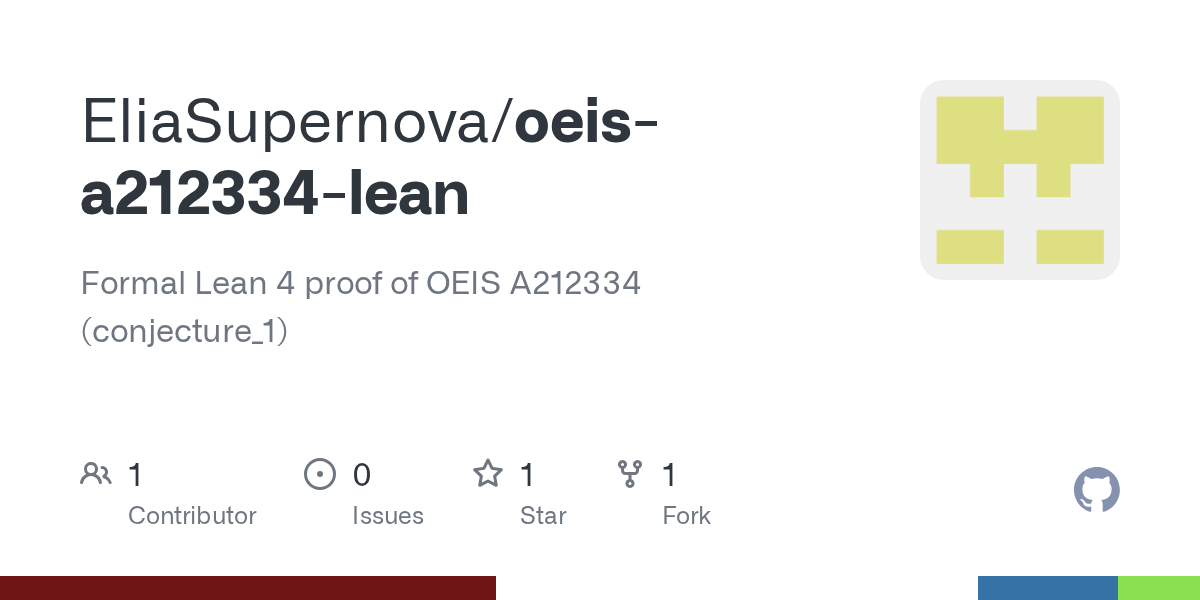 EliaSupernova/oeis-
a212334-lean
Formal Lean 4 proof of OEIS A212334
(conjecture_1)
1 0 1 1
Contributor Issues Star Fork